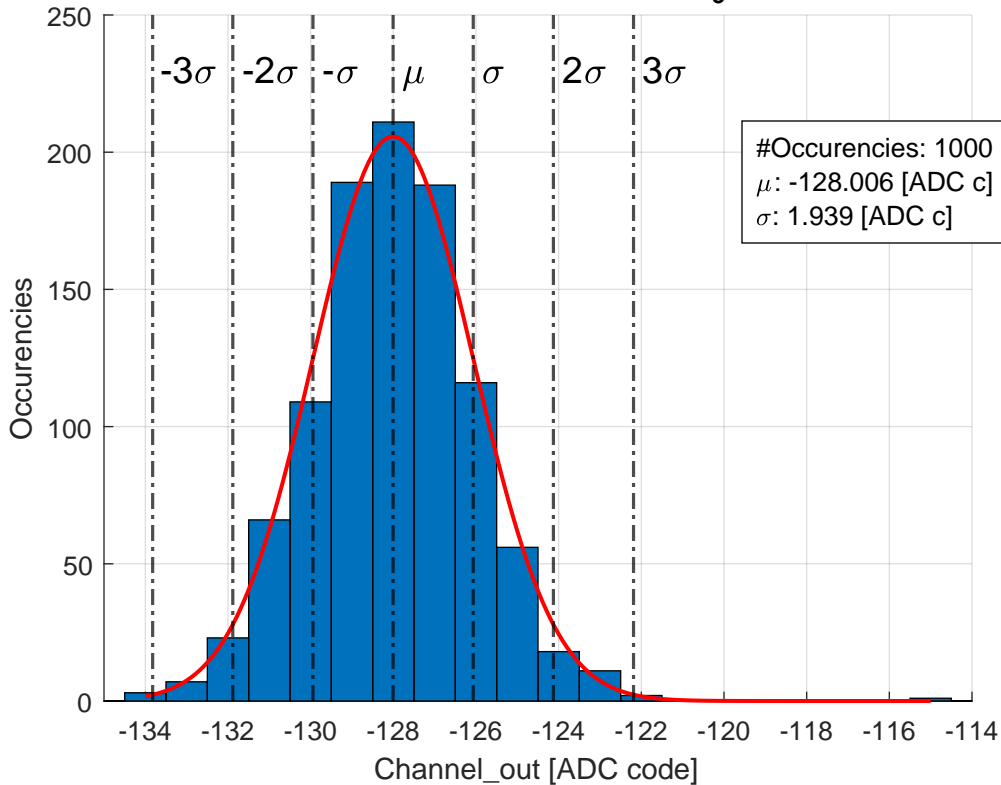 250
200
150
100
50
0
-3σ -2σ -σ μ σ 2σ 3σ
#Occurencies: 1000
μ: -128.006 [ADC c]
σ: 1.939 [ADC c]
Occurencies
-134 -132 -130 -128 -126 -124 -122 -120 -118 -116 -114
Channel_out [ADC code]